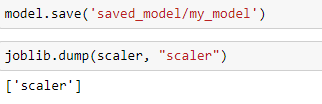 model.save('saved_model/my_model')
joblib.dump(scaler, "scaler")
['scaler']